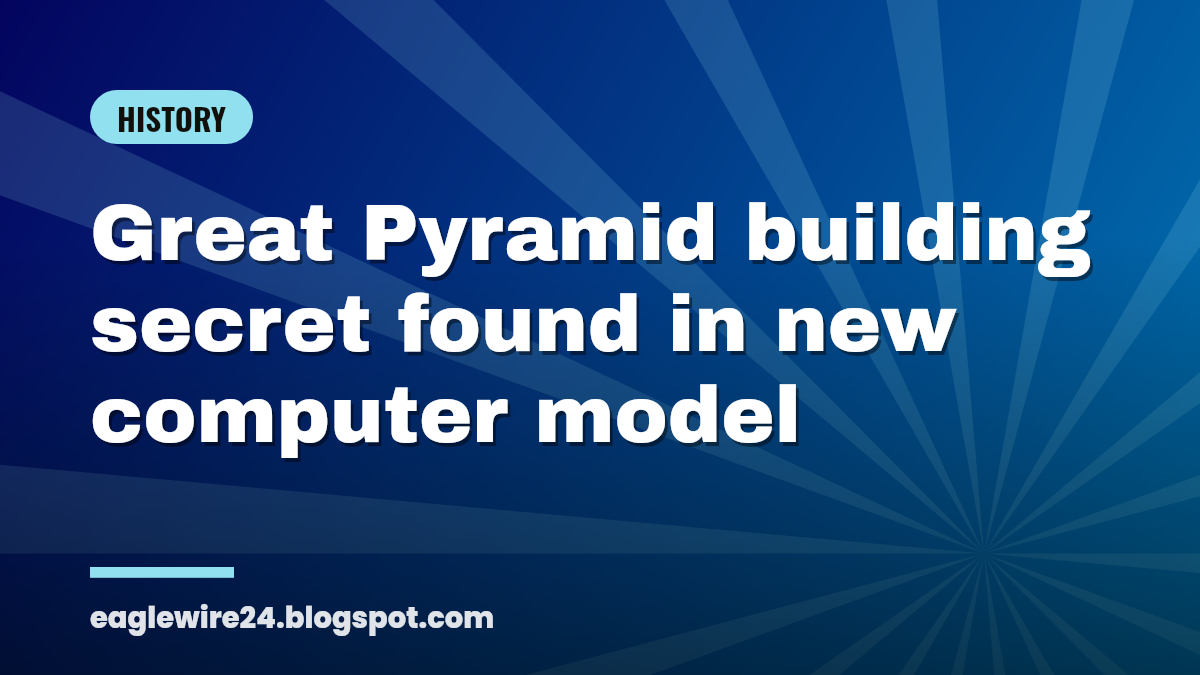 HISTORY
Great Pyramid building
secret found in new
computer model
eaglewire24.blogspot.com